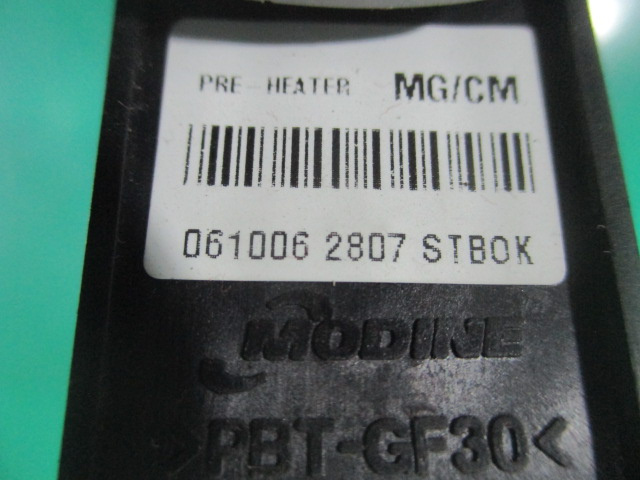 PRE-HEATER MG/CM
061006 2807 STBOK
MODINE
>PBT-GF30<